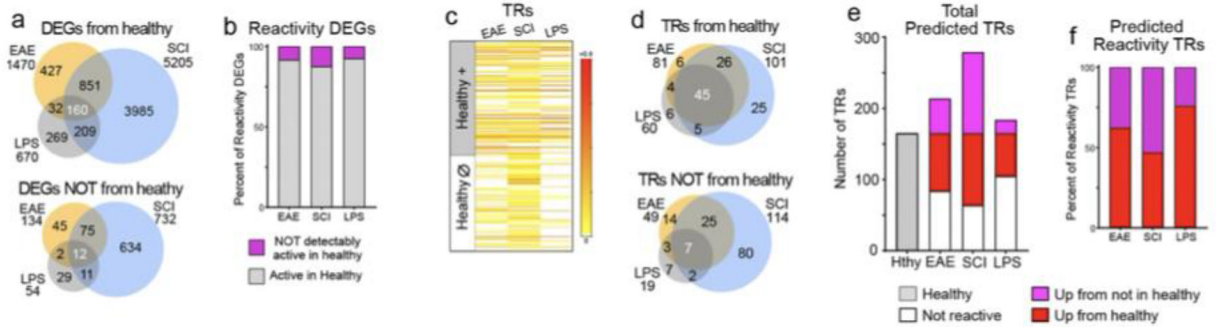 a
DEGs from healthy
EAE
1470
SCI
5205
427
851
3985
32
160
269
209
LPS
670
DEGs NOT from heathy
EAE
134
SCI
732
45
75
634
2
12
29
11
LPS
54
b
Reactivity DEGs
Percent of Reactivity DEGs
100
50
0
EAE SCI LPS
NOT detectably
active in healthy
Active in Healthy
c
TRs
EAE SCI LPS
Healthy +
Healthy Ø
0
d
TRs from healthy
EAE
81
SCI
101
6
26
4
45
25
6
5
LPS
60
TRs NOT from healthy
EAE
49
SCI
114
14
25
3
7
80
7
2
LPS
19
e
Total
Predicted TRs
Number of TRs
300
200
100
0
Hthy EAE SCI LPS
Healthy
Not reactive
Up from not in healthy
Up from healthy
f
Predicted
Reactivity TRs
Percent of Reactivity TRs
100
50
0
EAE SCI LPS